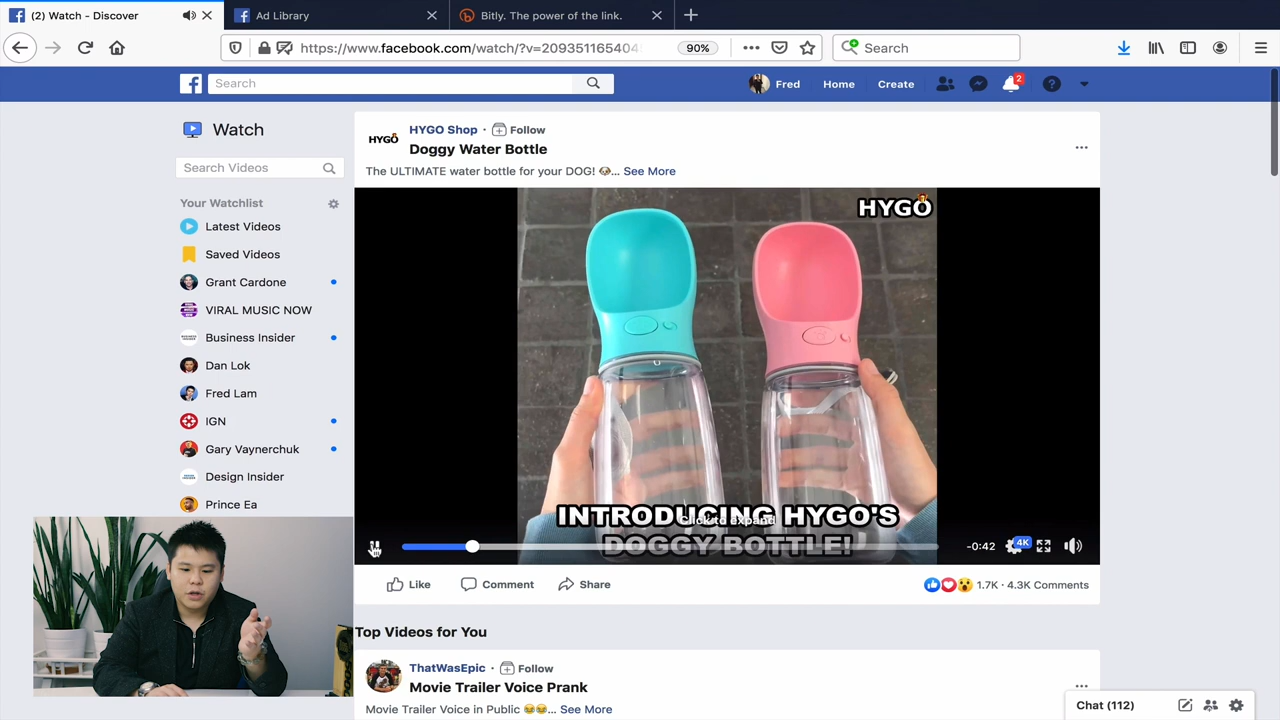 (2) Watch - Discover
Ad Library
Bitly. The power of the link.
https://www.facebook.com/watch/?v=20935116540
90%
Search
Search
Fred
Home
Create
2
Watch
Search Videos
Your Watchlist
Latest Videos
Saved Videos
Grant Cardone
VIRAL MUSIC NOW
Business Insider
Dan Lok
Fred Lam
IGN
Gary Vaynerchuk
Design Insider
Prince Ea
HYGO
HYGO Shop · Follow
Doggy Water Bottle
The ULTIMATE water bottle for your DOG! 🐶... See More
HYGO
INTRODUCING HYGO'S
Click to expand
DOGGY BOTTLE!
-0:42
4K
Like
Comment
Share
1.7K · 4.3K Comments
Top Videos for You
ThatWasEpic · Follow
Movie Trailer Voice Prank
Movie Trailer Voice in Public 😂😂... See More
Chat (112)